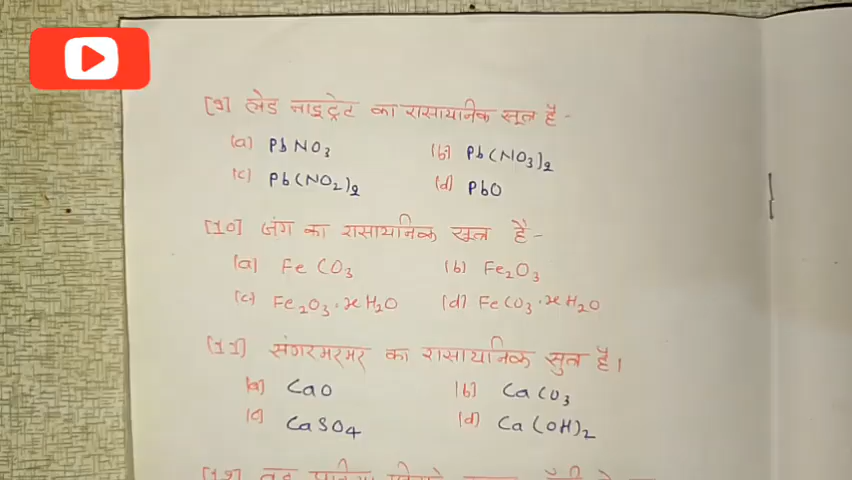 [9] लेड नाइट्रेट का रासायनिक सूत्र है -
(a) PbNO3 (b) Pb(NO3)2
(c) Pb(NO2)2 (d) PbO
[10] जंग का रासायनिक सूत्र है -
(a) FeCO3 (b) Fe2O3
(c) Fe2O3.xH2O (d) FeCO3.xH2O
[11] संगमरमर का रासायनिक सुत्र है।
(a) CaO (b) CaCO3
(c) CaSO4 (d) Ca(OH)2